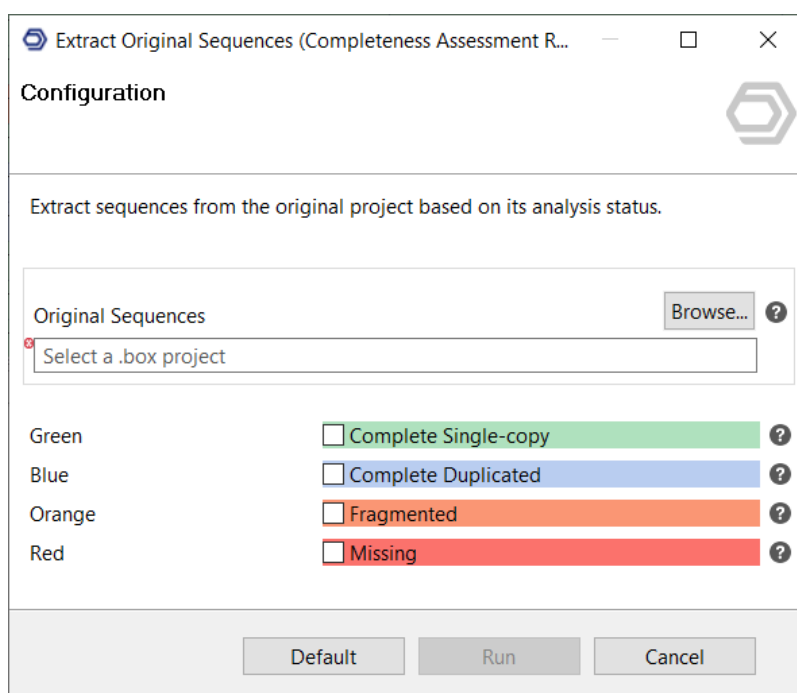 Extract Original Sequences (Completeness Assessment R...
Configuration
Extract sequences from the original project based on its analysis status.
Original Sequences
Browse...
?
Select a .box project
Green
Complete Single-copy
?
Blue
Complete Duplicated
?
Orange
Fragmented
?
Red
Missing
?
Default
Run
Cancel